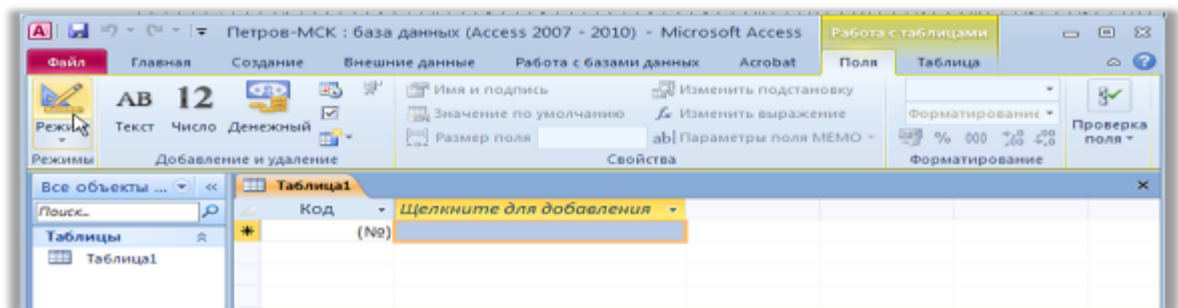 Петров-МСК : база данных (Access 2007 - 2010) - Microsoft Access Работа с таблицами
Файл Главная Создание Внешние данные Работа с базами данных Acrobat Поля Таблица
AB 12 Имя и подпись Изменить подстановку
Значение по умолчанию fx Изменить выражение Форматирование
Режим Текст Число Денежный Размер поля ab| Параметры поля MEMO % 000 Проверка поля
Режимы Добавление и удаление Свойства Форматирование
Все объекты ... « Таблица1
Поиск... Код Щелкните для добавления
Таблицы (№)
Таблица1